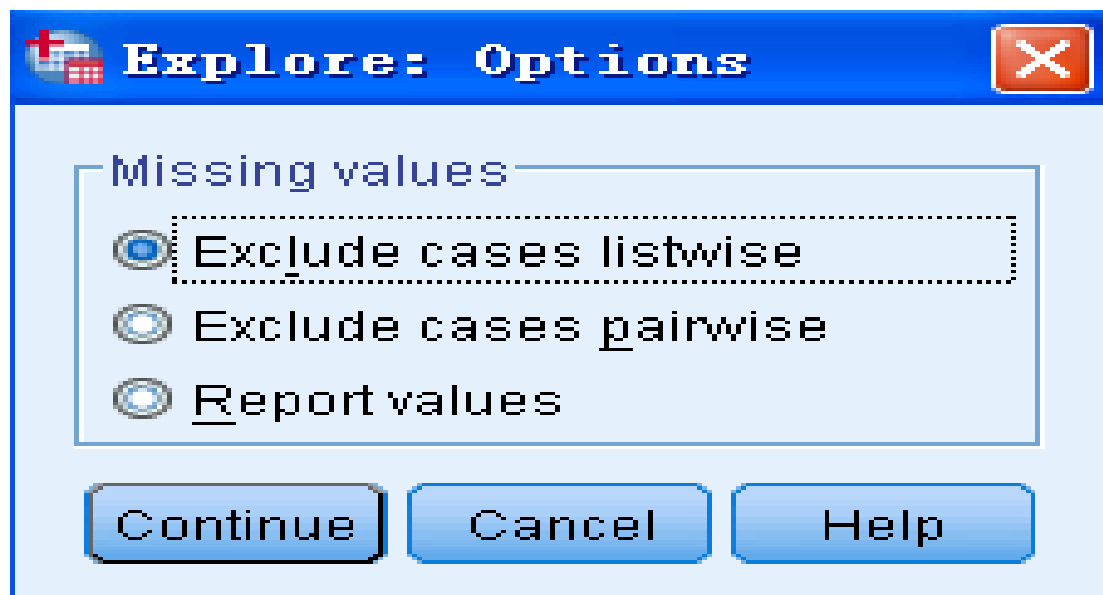 Explore: Options
Missing values
Exclude cases listwise
Exclude cases pairwise
Report values
Continue Cancel Help